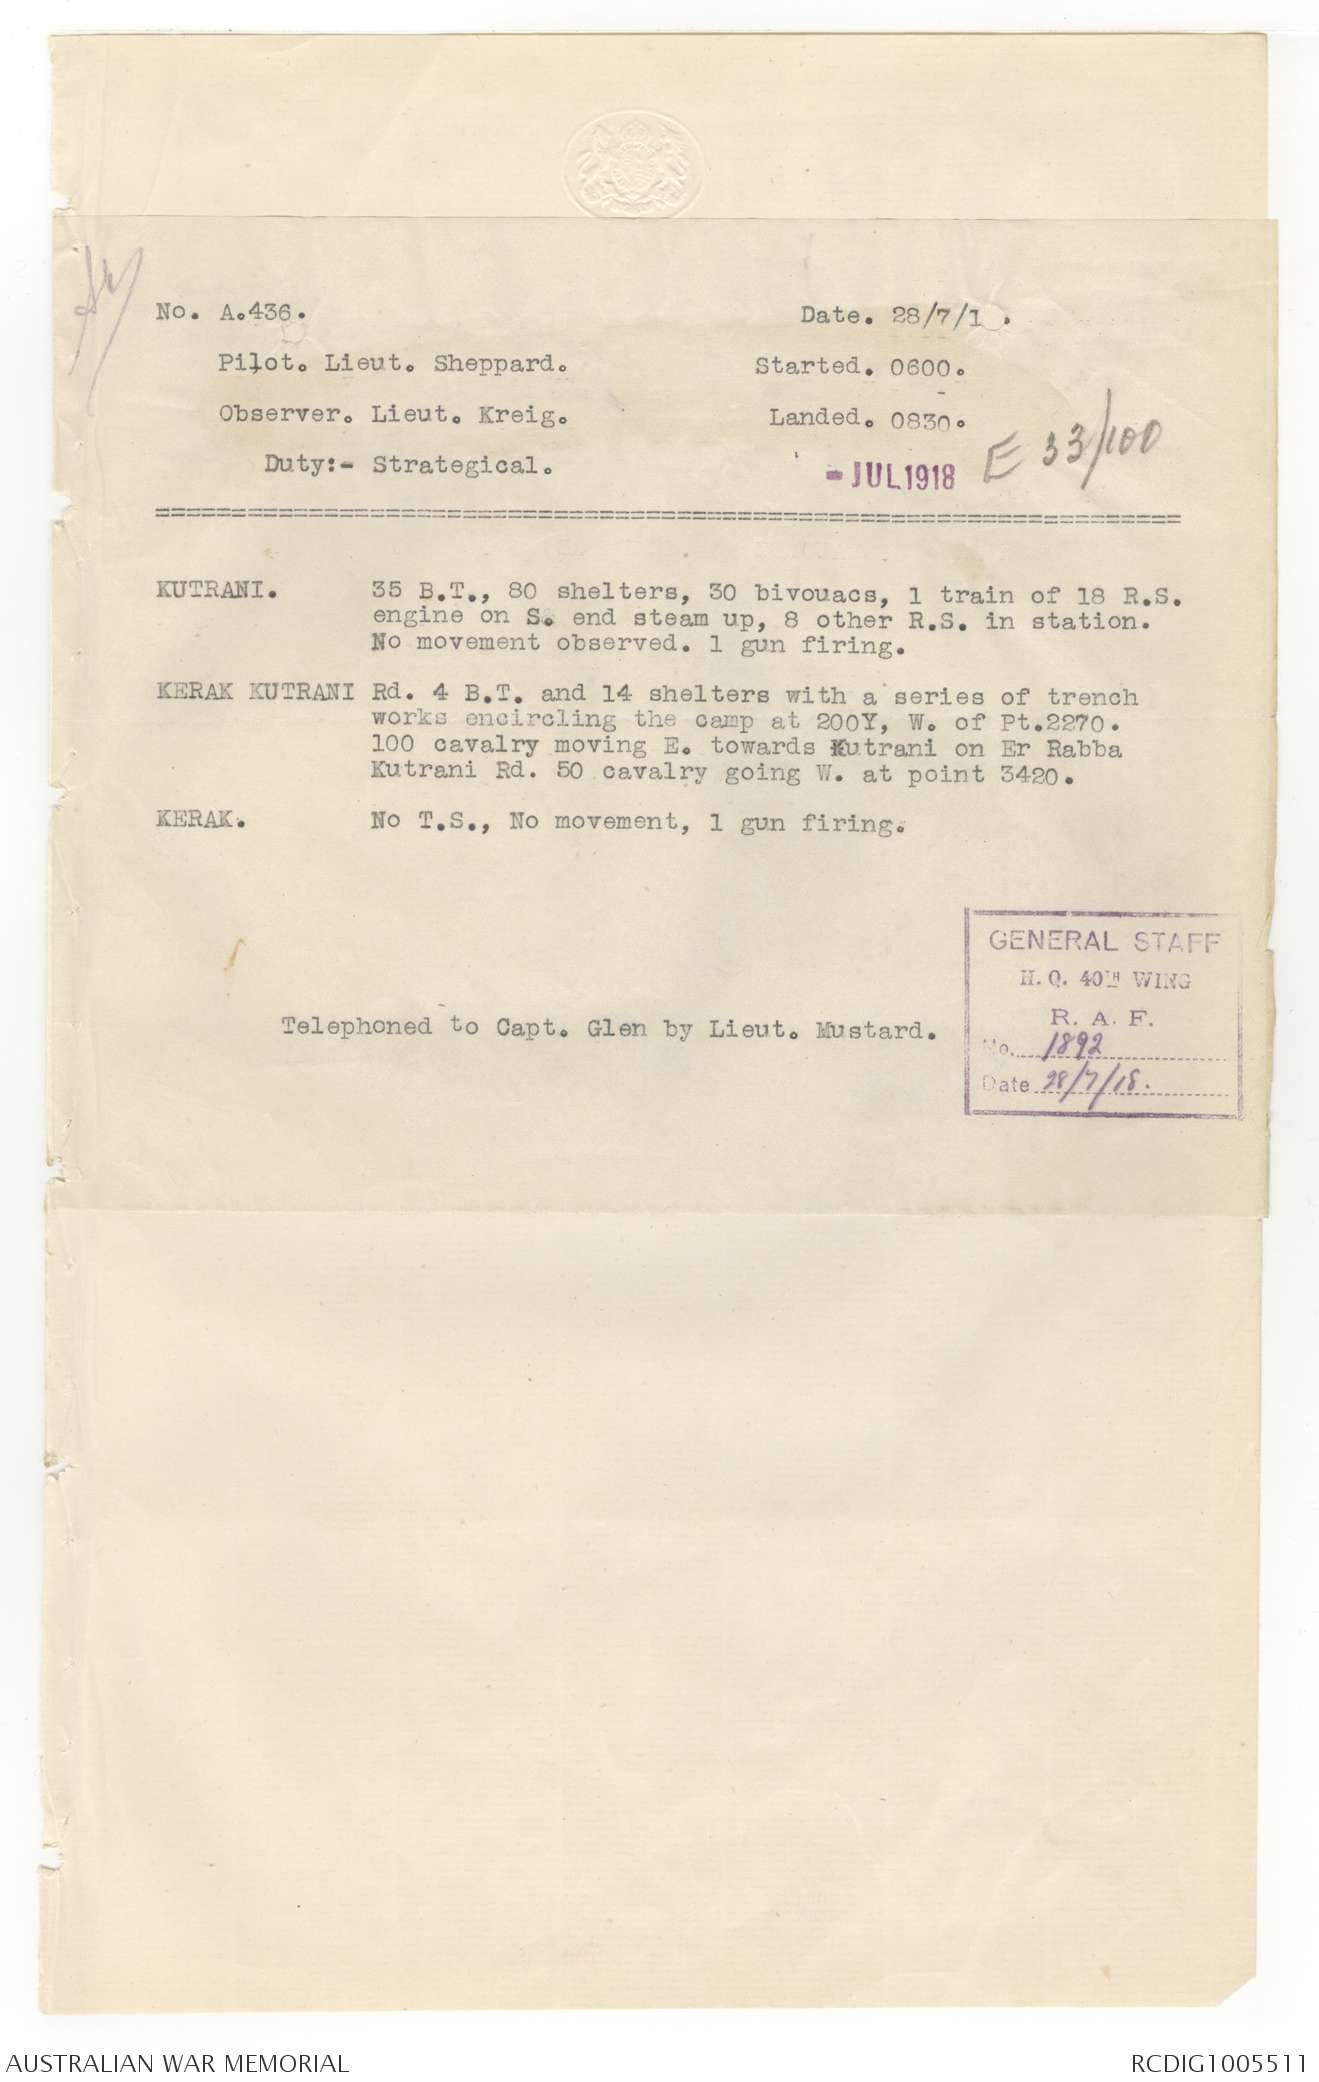 No. A.436.
Date. 28/7/1 .
Pilot. Lieut. Sheppard.
Started. 0600.
Observer. Lieut. Kreig.
Landed. 0830.
Duty:- Strategical.
- JUL 1918
E 33/100
KUTRANI. 35 B.T., 80 shelters, 30 bivouacs, 1 train of 18 R.S.
engine on S. end steam up, 8 other R.S. in station.
No movement observed. 1 gun firing.
KERAK KUTRANI Rd. 4 B.T. and 14 shelters with a series of trench
works encircling the camp at 200Y, W. of Pt.2270.
100 cavalry moving E. towards Kutrani on Er Rabba
Kutrani Rd. 50 cavalry going W. at point 3420.
KERAK. No T.S., No movement, 1 gun firing.
Telephoned to Capt. Glen by Lieut. Mustard.
GENERAL STAFF
H.Q. 40TH WING
R. A. F.
No. 1892
Date 28/7/18.
AUSTRALIAN WAR MEMORIAL
RCDIG1005511